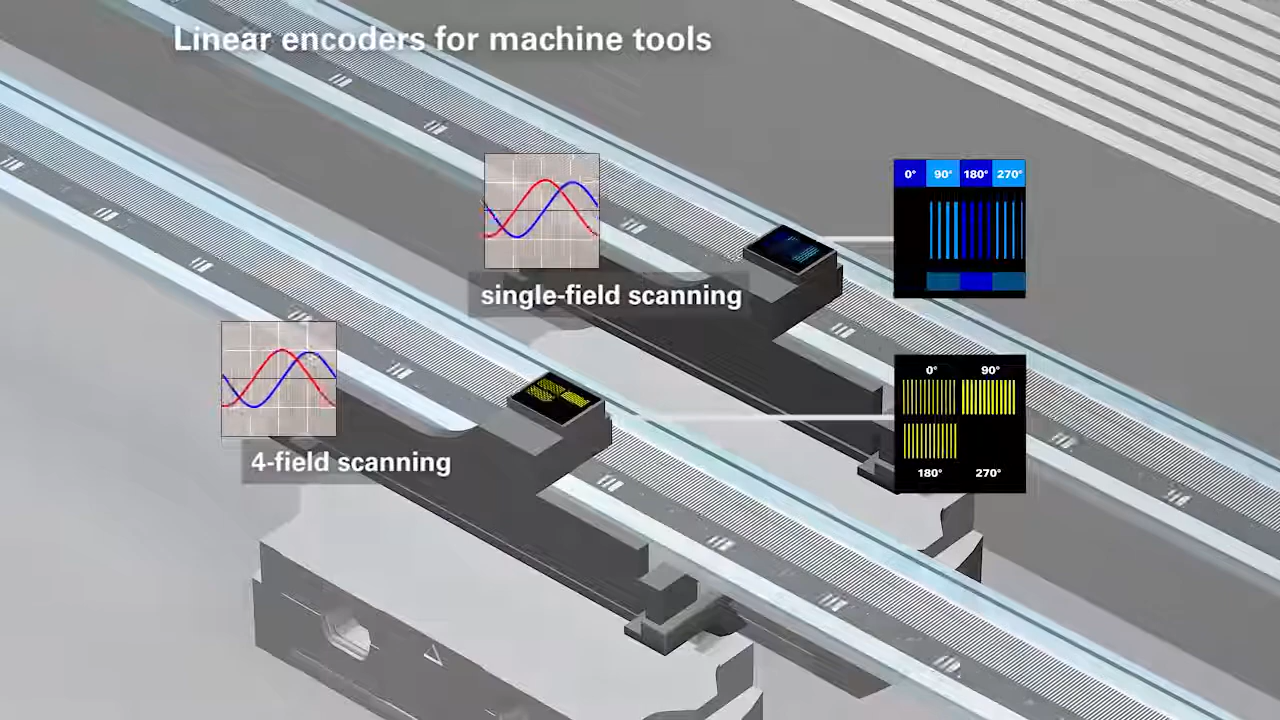 Linear encoders for machine tools
0° 90° 180° 270°
single-field scanning
0° 90°
4-field scanning
180° 270°